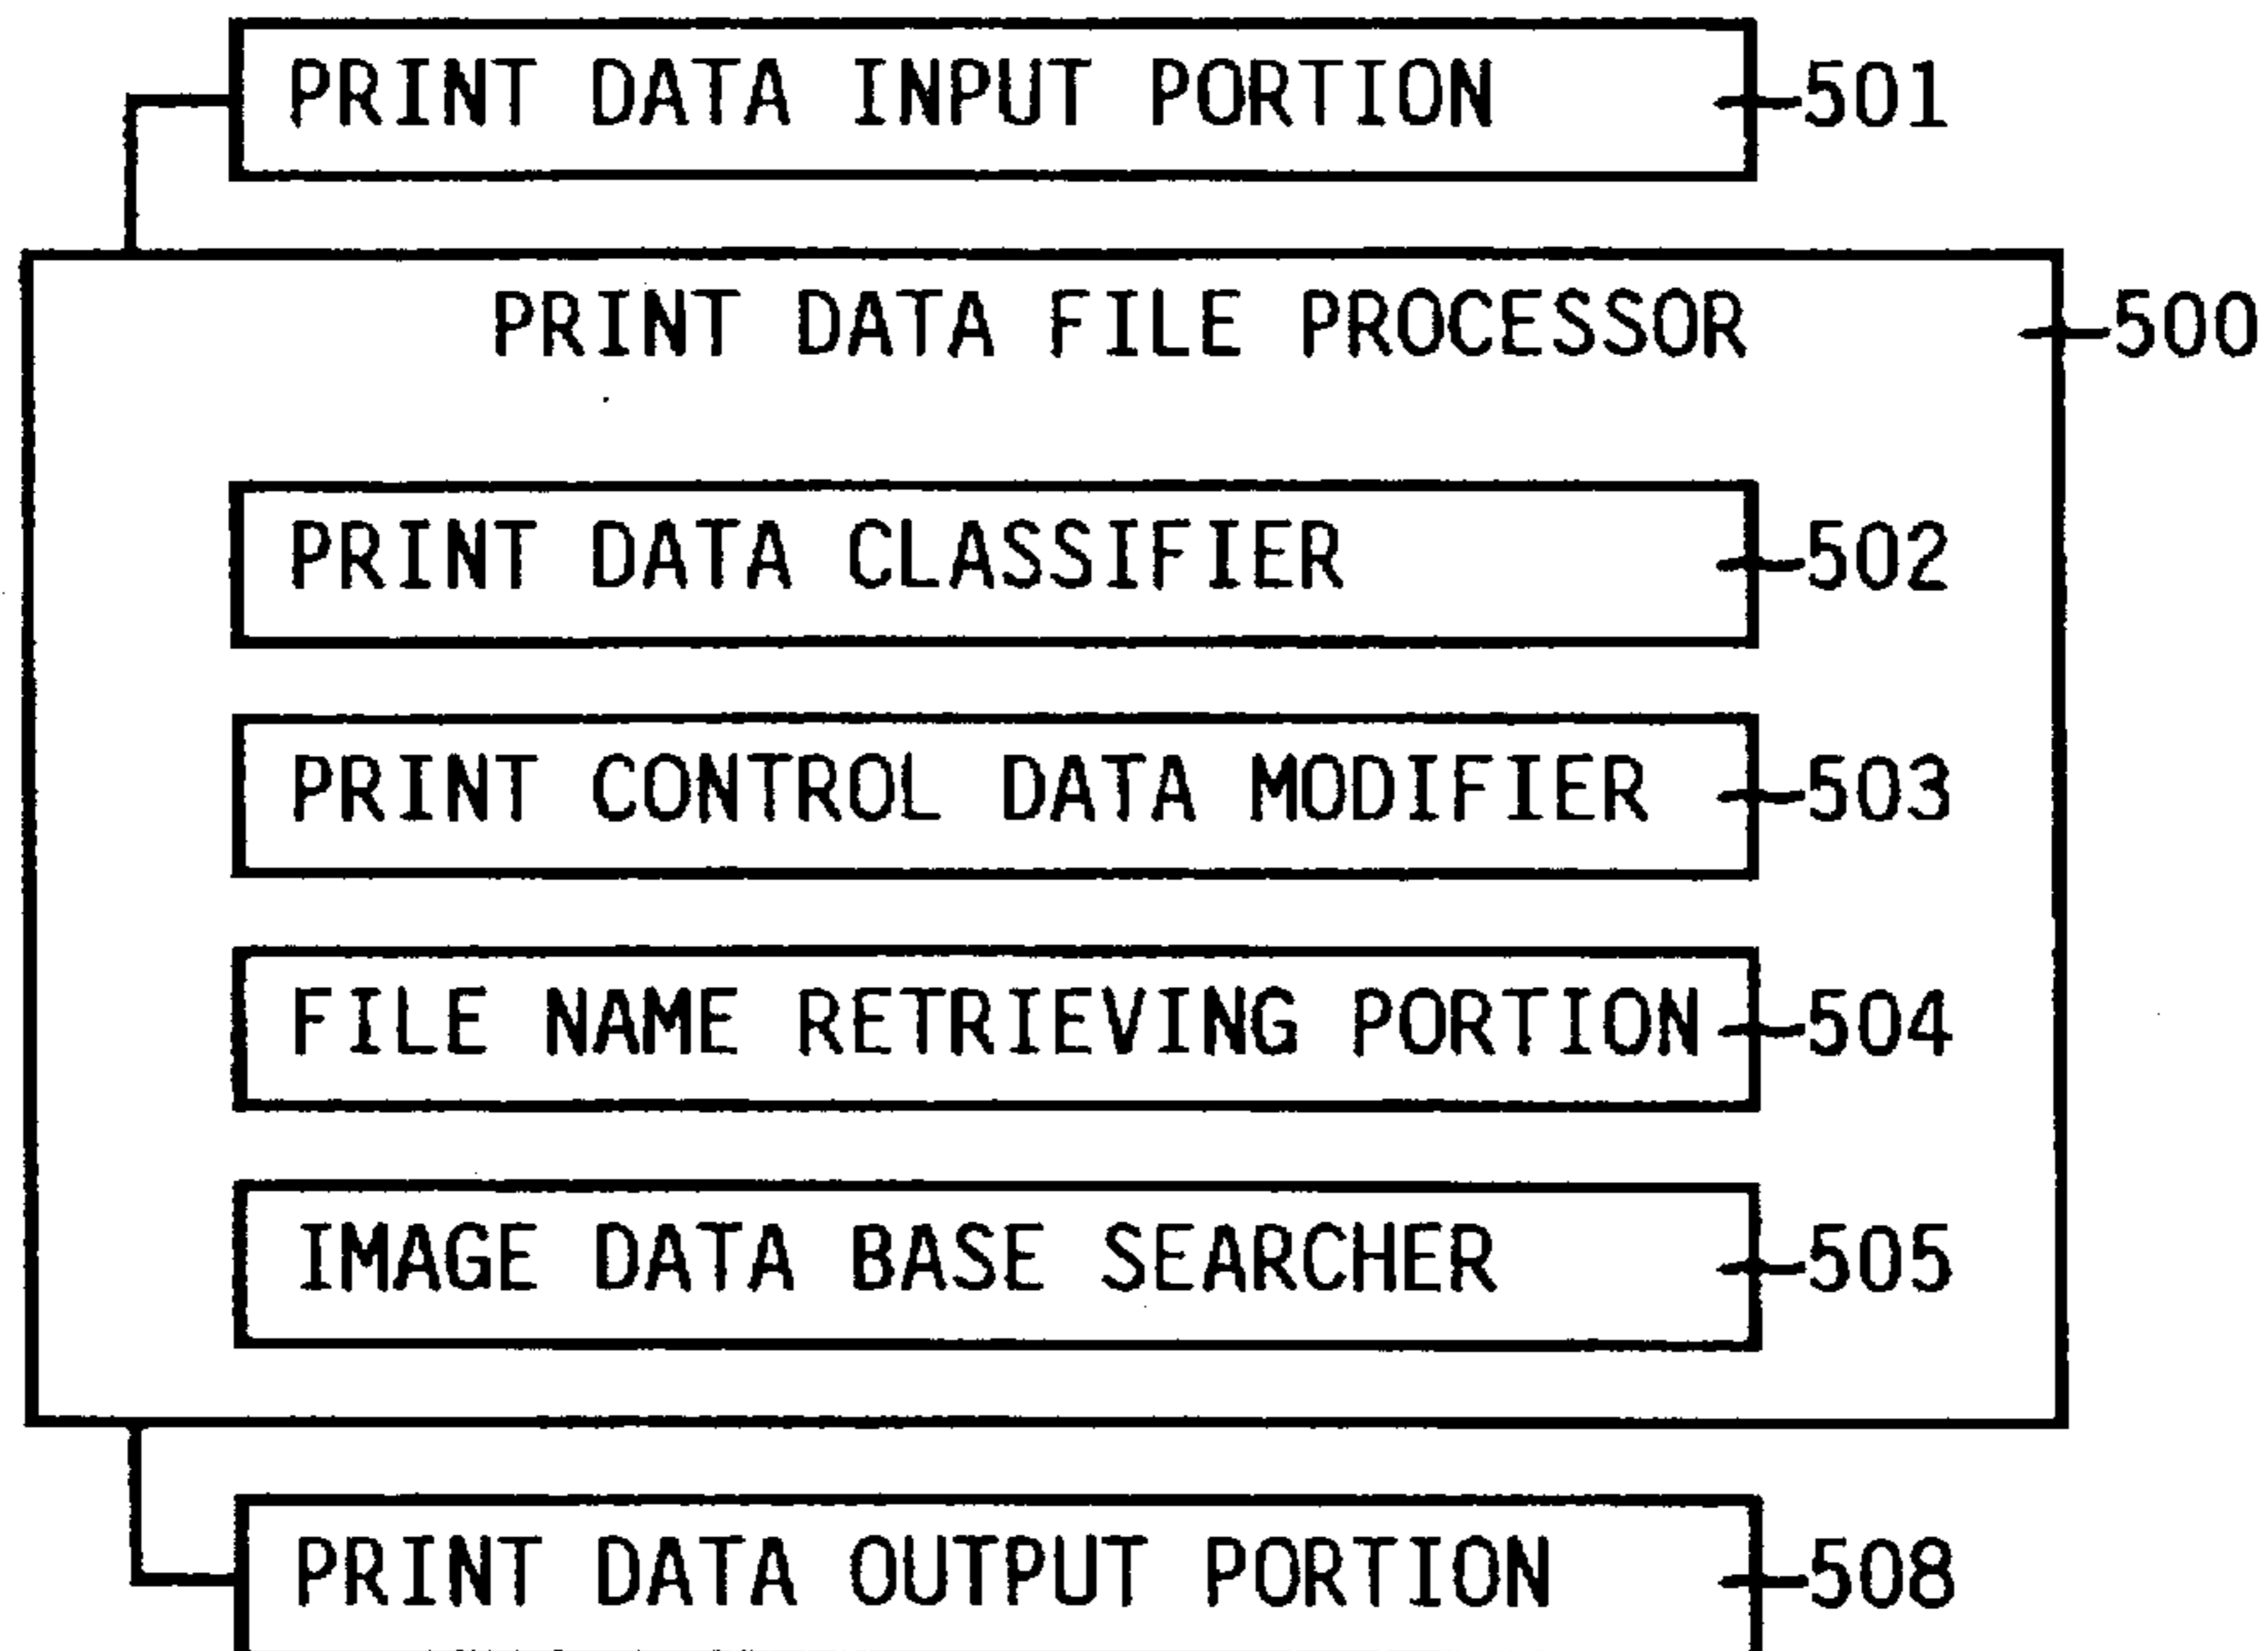 PRINT DATA INPUT PORTION 501
PRINT DATA FILE PROCESSOR 500
PRINT DATA CLASSIFIER 502
PRINT CONTROL DATA MODIFIER 503
FILE NAME RETRIEVING PORTION 504
IMAGE DATA BASE SEARCHER 505
PRINT DATA OUTPUT PORTION 508